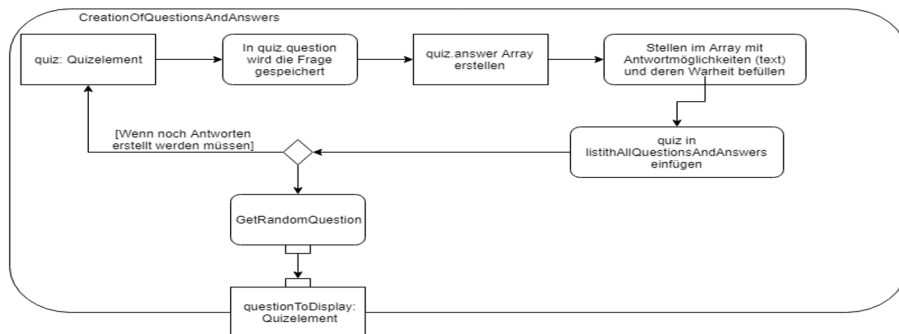 CreationOfQuestionsAndAnswers
quiz: Quizelement
In quiz.question
wird die Frage
gespeichert
quiz.answer Array
erstellen
Stellen im Array mit
Antwortmöglichkeiten (text)
und deren Warheit befüllen
quiz in
listithAllQuestionsAndAnswers
einfügen
[Wenn noch Antworten
erstellt werden müssen]
GetRandomQuestion
questionToDisplay:
Quizelement